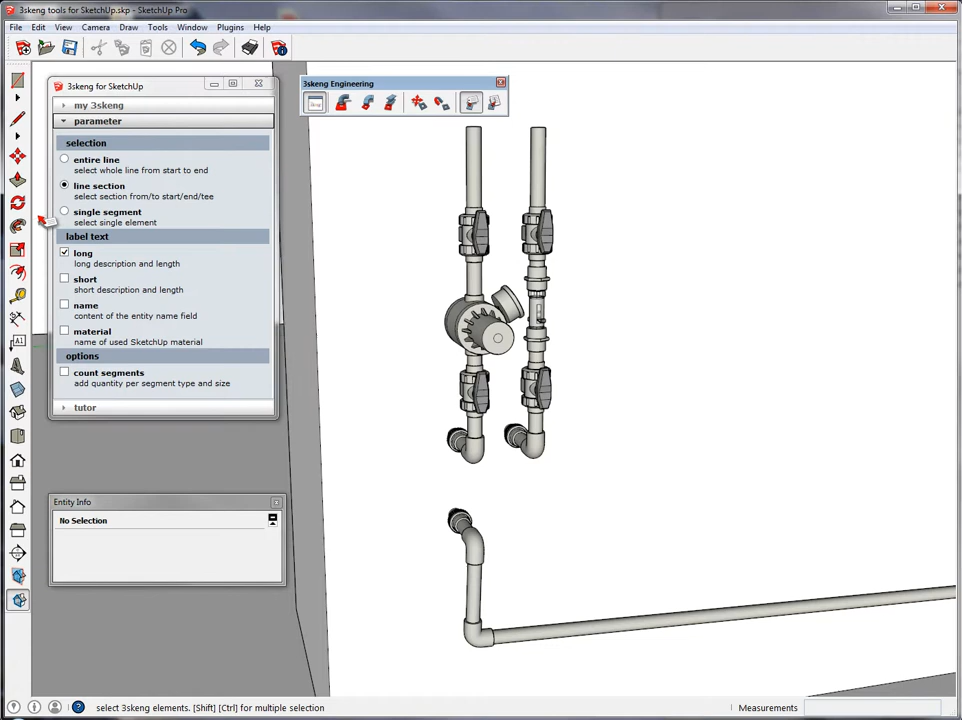 3skeng tools for SketchUp.skp - SketchUp Pro
File Edit View Camera Draw Tools Window Plugins Help
3skeng for SketchUp
3skeng Engineering
my 3skeng
parameter
selection
entire line
select whole line from start to end
line section
select section from/to start/end/tee
single segment
select single element
label text
long
long description and length
short
short description and length
name
content of the entity name field
material
name of used SketchUp material
options
count segments
add quantity per segment type and size
tutor
Entity Info
No Selection
select 3skeng elements. [Shift] [Ctrl] for multiple selection
Measurements